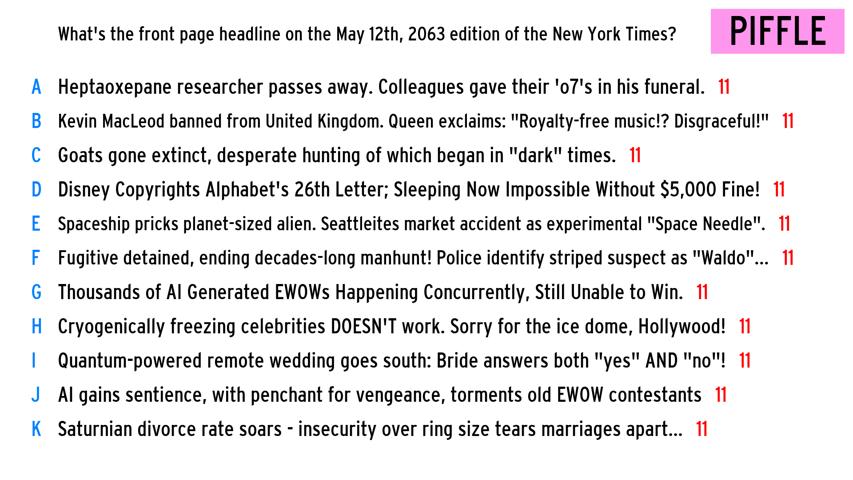 What's the front page headline on the May 12th, 2063 edition of the New York Times?
PIFFLE
A Heptaoxepane researcher passes away. Colleagues gave their 'o7's in his funeral. 11
B Kevin MacLeod banned from United Kingdom. Queen exclaims: "Royalty-free music!? Disgraceful!" 11
C Goats gone extinct, desperate hunting of which began in "dark" times. 11
D Disney Copyrights Alphabet's 26th Letter; Sleeping Now Impossible Without $5,000 Fine! 11
E Spaceship pricks planet-sized alien. Seattleites market accident as experimental "Space Needle". 11
F Fugitive detained, ending decades-long manhunt! Police identify striped suspect as "Waldo"... 11
G Thousands of AI Generated EWOWs Happening Concurrently, Still Unable to Win. 11
H Cryogenically freezing celebrities DOESN'T work. Sorry for the ice dome, Hollywood! 11
I Quantum-powered remote wedding goes south: Bride answers both "yes" AND "no"! 11
J AI gains sentience, with penchant for vengeance, torments old EWOW contestants 11
K Saturnian divorce rate soars - insecurity over ring size tears marriages apart... 11